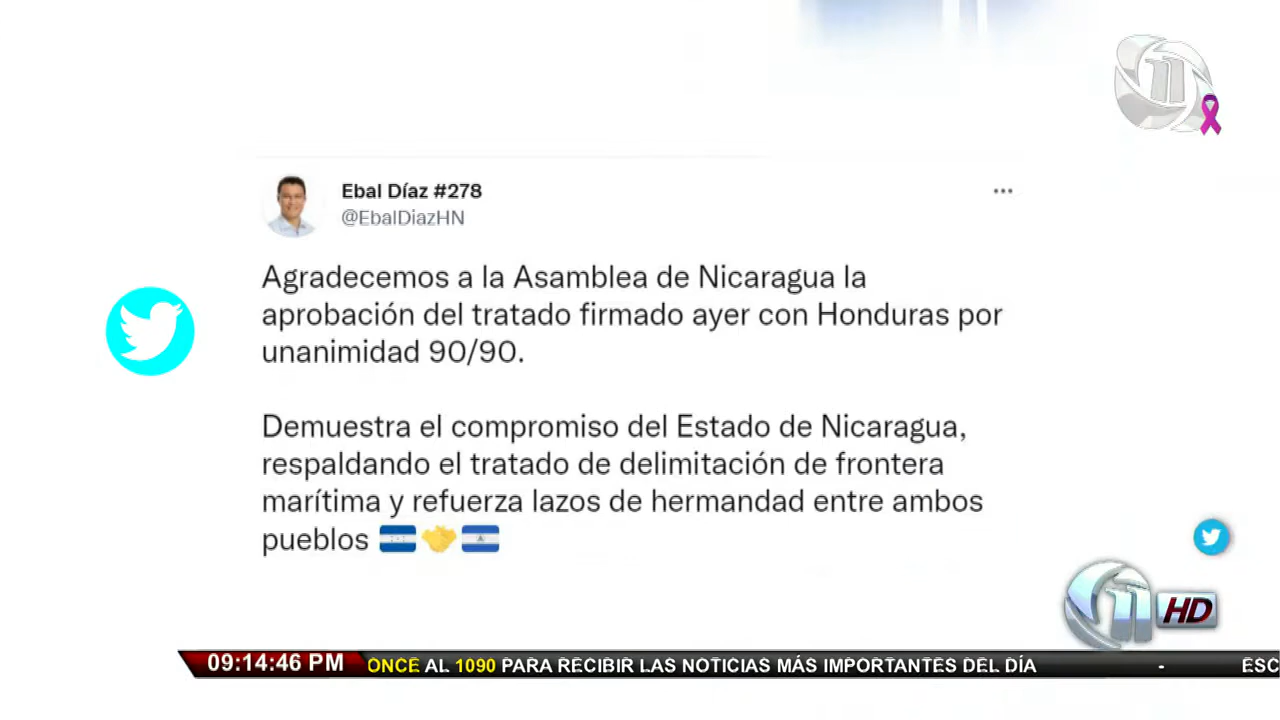 Ebal Díaz #278
@EbalDiazHN
Agradecemos a la Asamblea de Nicaragua la
aprobación del tratado firmado ayer con Honduras por
unanimidad 90/90.
Demuestra el compromiso del Estado de Nicaragua,
respaldando el tratado de delimitación de frontera
marítima y refuerza lazos de hermandad entre ambos
pueblos
11
11 HD
09:14:46 PM ONCE AL 1090 PARA RECIBIR LAS NOTICIAS MÁS IMPORTANTES DEL DÍA - ESC